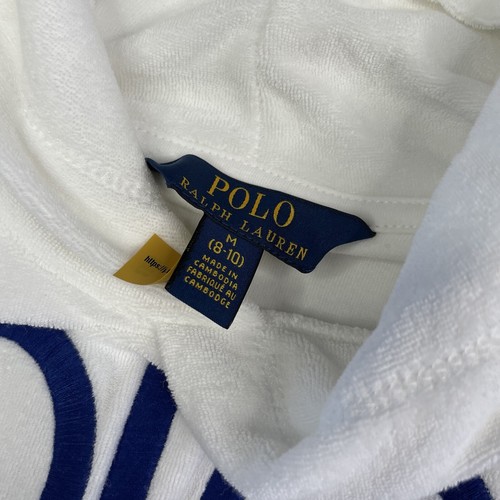 POLO
RALPH LAUREN
M
(8-10)
MADE IN
CAMBODIA
FABRIQUÉ AU
CAMBODGE